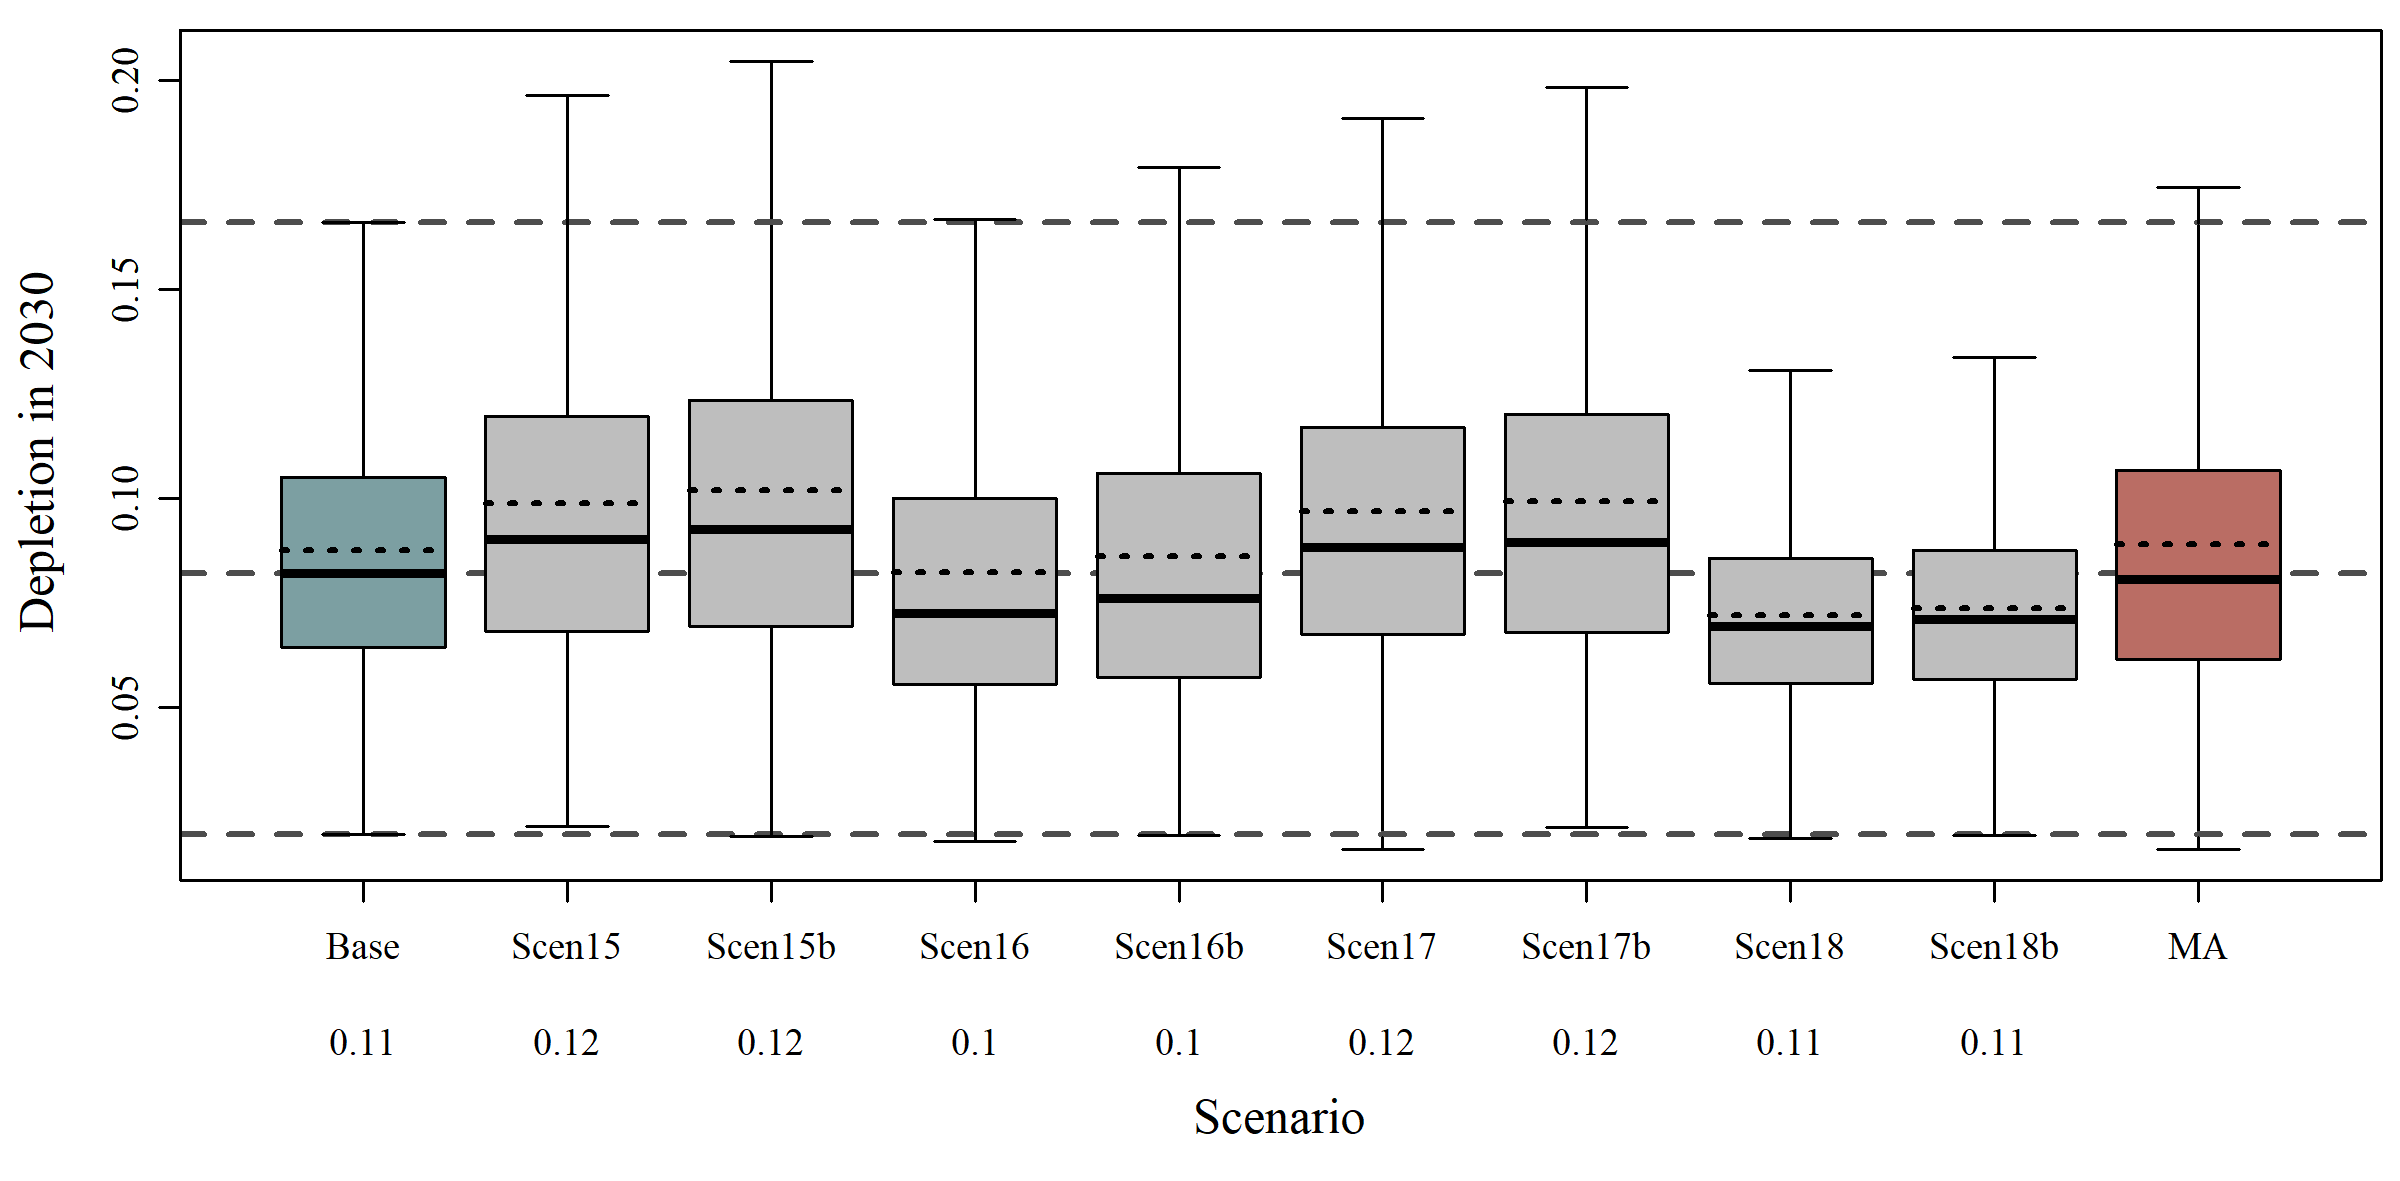 Depletion in 2030
0.20
0.15
0.10
0.05
Base Scen15 Scen15b Scen16 Scen16b Scen17 Scen17b Scen18 Scen18b MA
0.11 0.12 0.12 0.1 0.1 0.12 0.12 0.11 0.11
Scenario